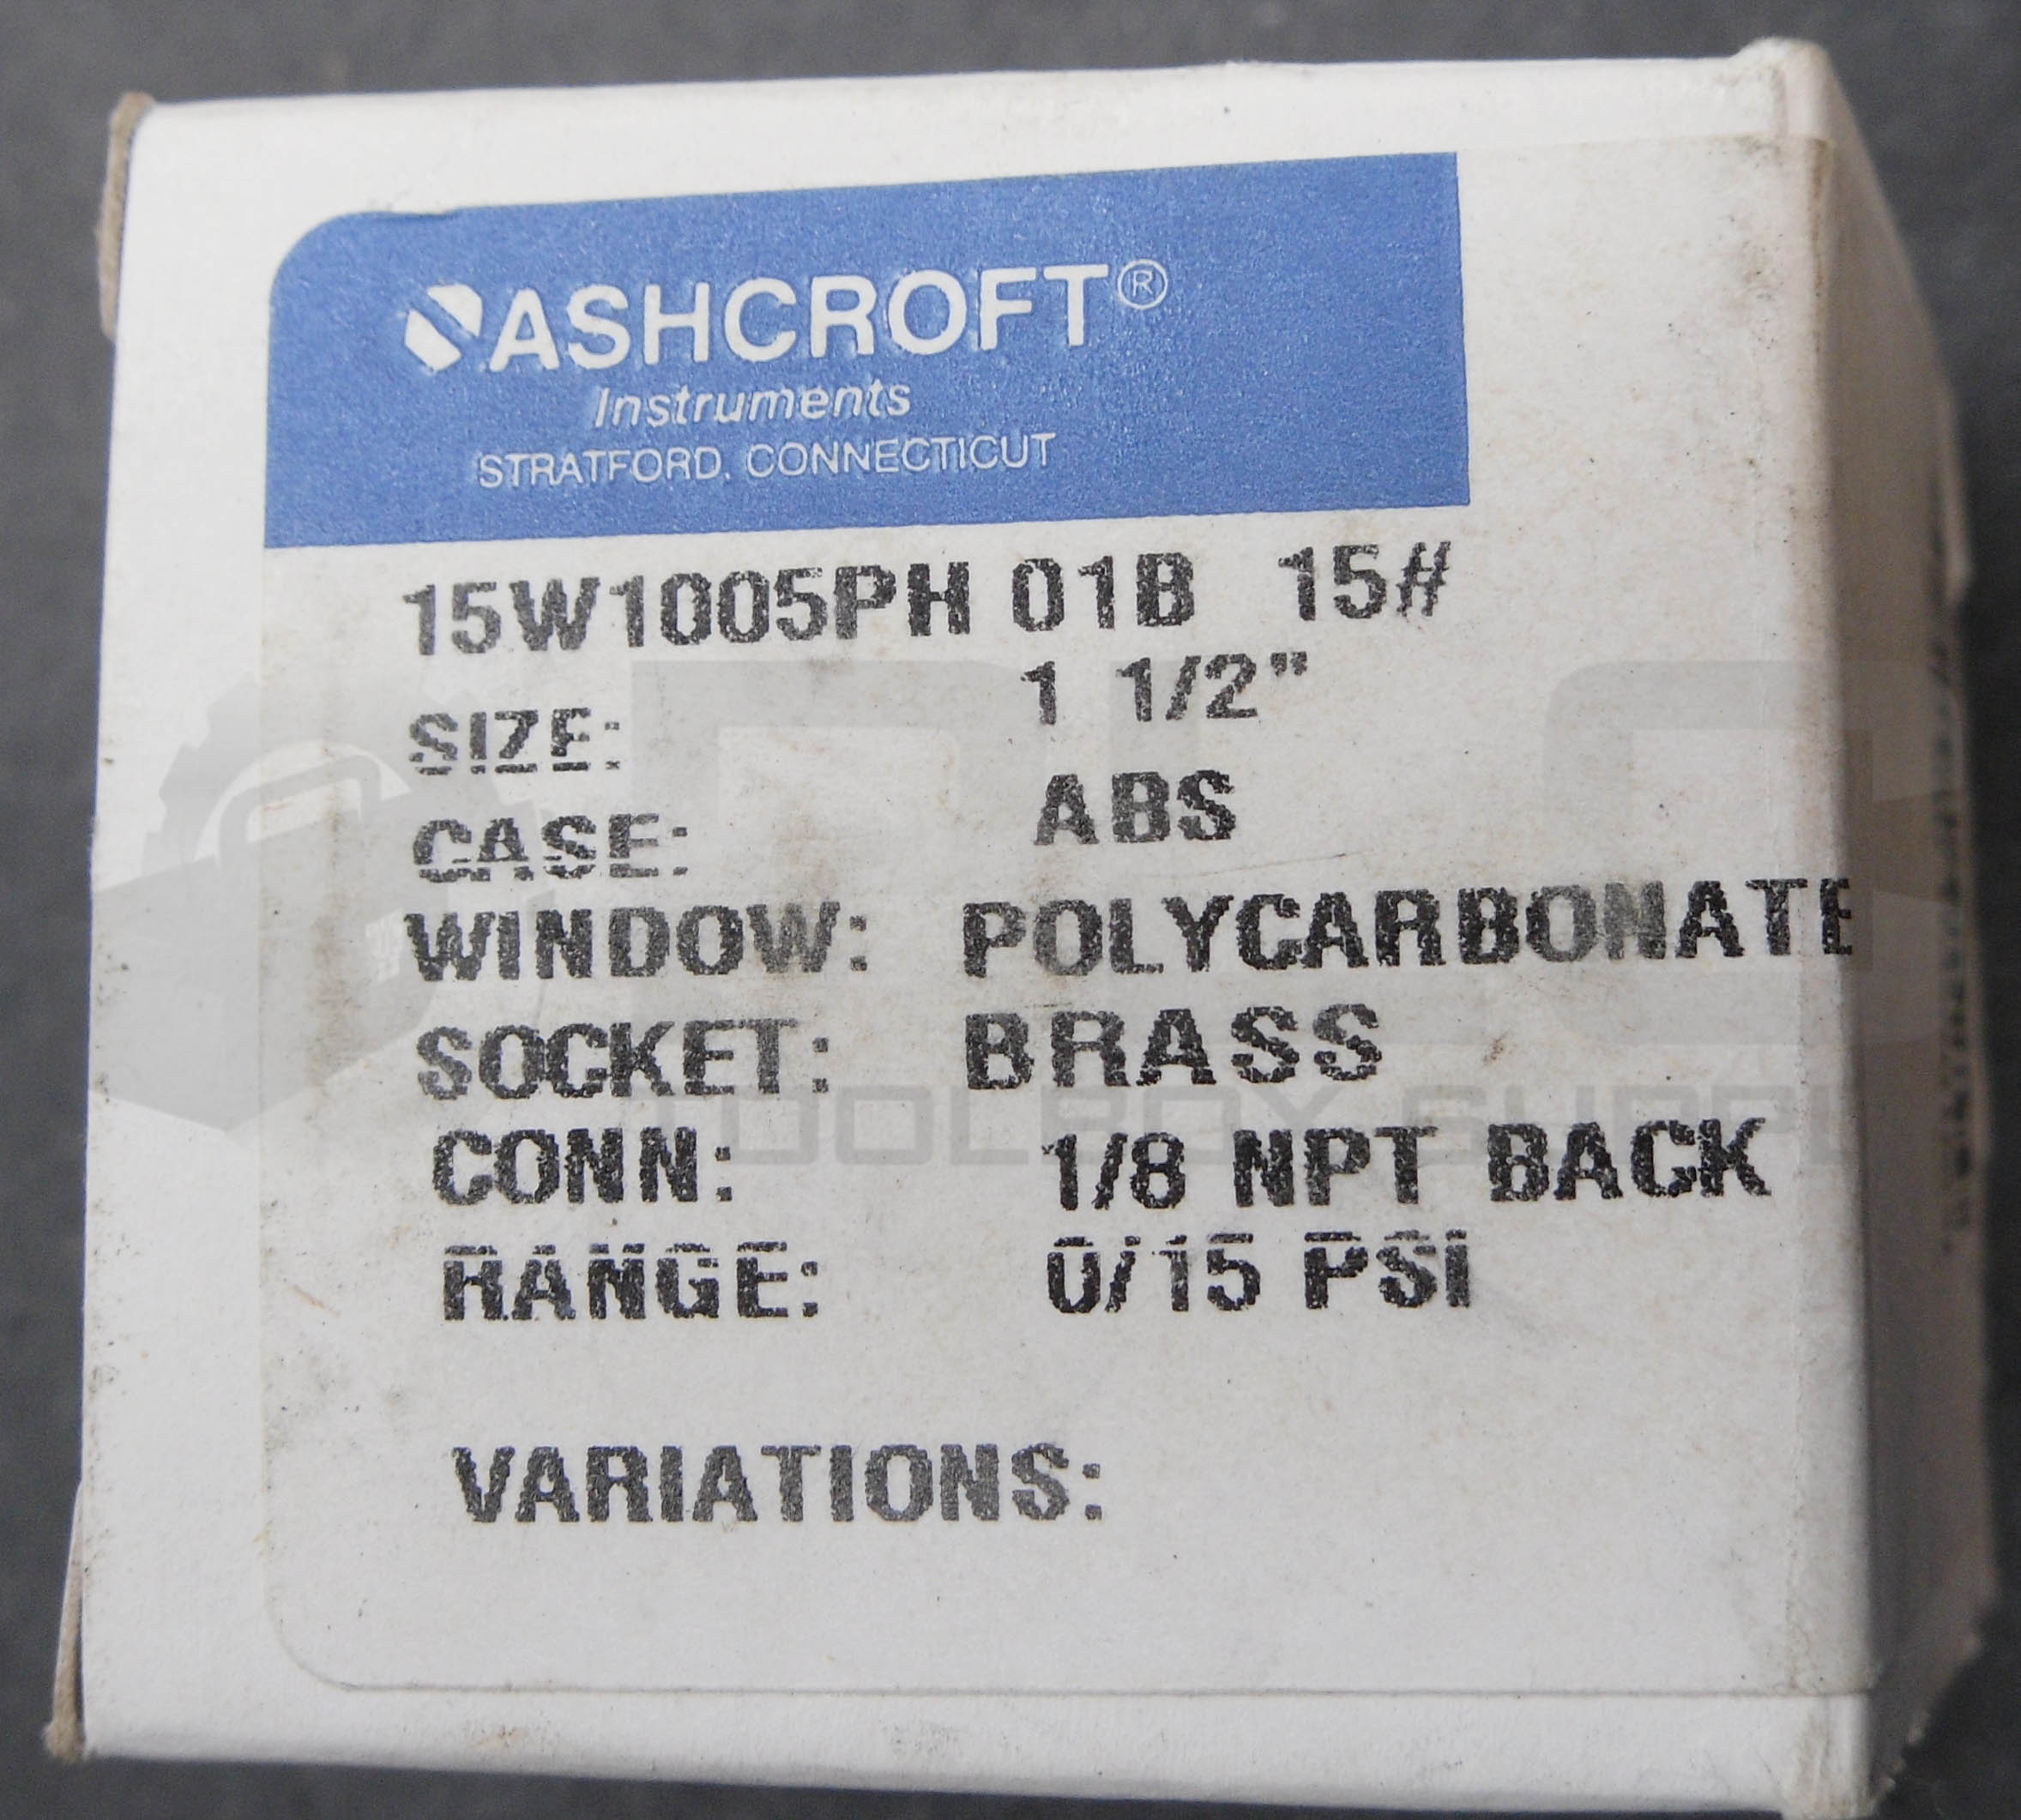 ASHCROFT®
Instruments
STRATFORD, CONNECTICUT
15W1005PH 01B 15#
SIZE: 1 1/2"
CASE: ABS
WINDOW: POLYCARBONATE
SOCKET: BRASS
CONN: 1/8 NPT BACK
RANGE: 0/15 PSI
VARIATIONS: